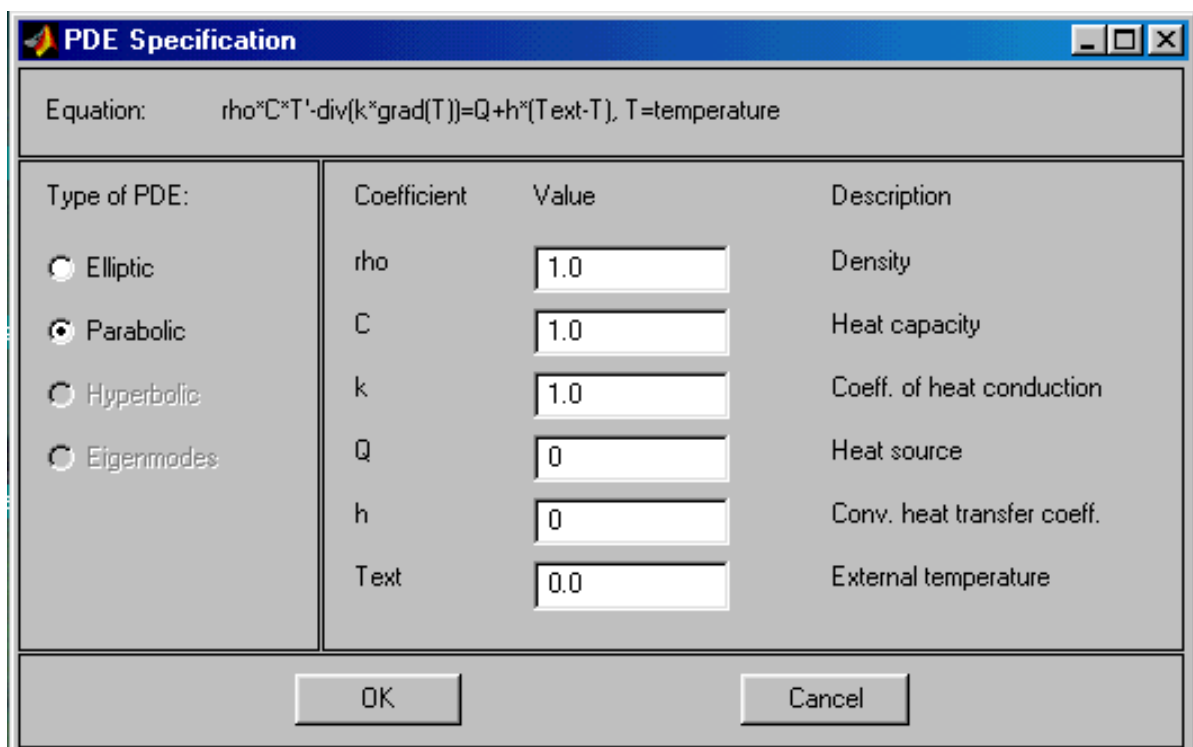 PDE Specification
Equation: rho*C*T'-div(k*grad(T))=Q+h*(Text-T), T=temperature
Type of PDE:
Elliptic
Parabolic
Hyperbolic
Eigenmodes
Coefficient Value Description
rho 1.0 Density
C 1.0 Heat capacity
k 1.0 Coeff. of heat conduction
Q 0 Heat source
h 0 Conv. heat transfer coeff.
Text 0.0 External temperature
OK Cancel